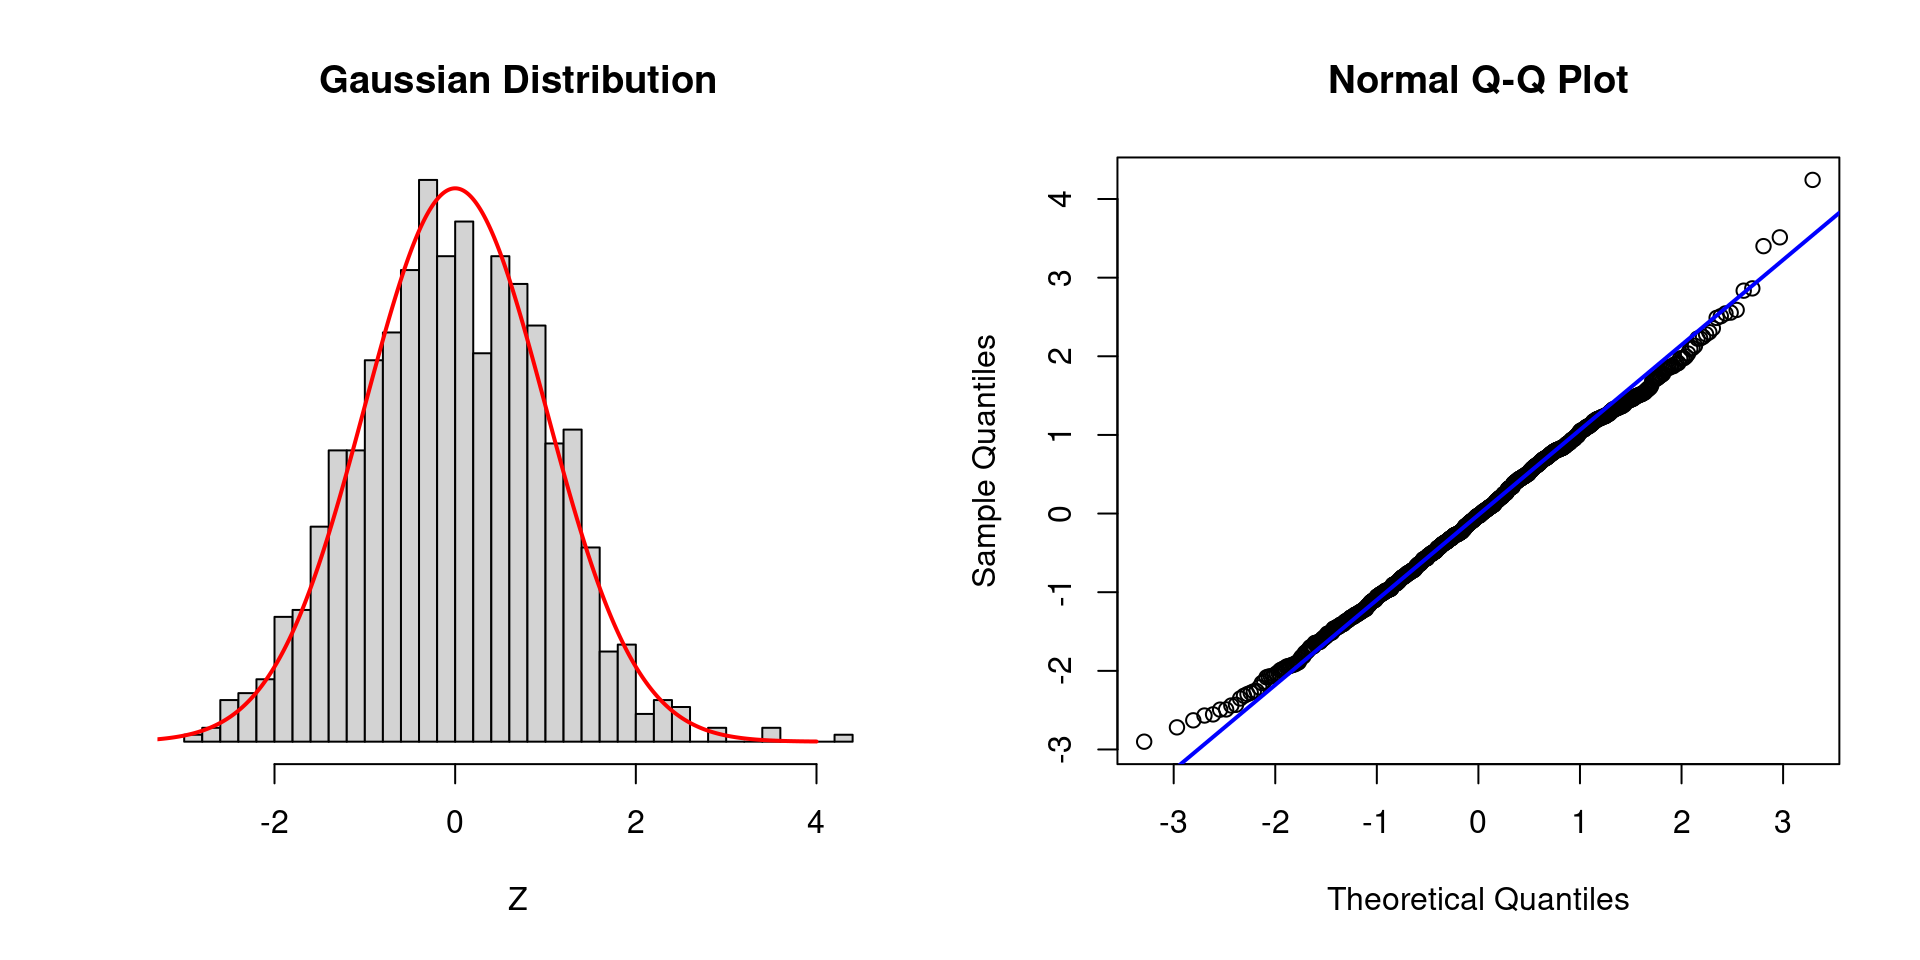 Gaussian Distribution
-2 0 2 4
Z
Normal Q-Q Plot
Sample Quantiles
4
3
2
1
0
-1
-2
-3
-3 -2 -1 0 1 2 3
Theoretical Quantiles